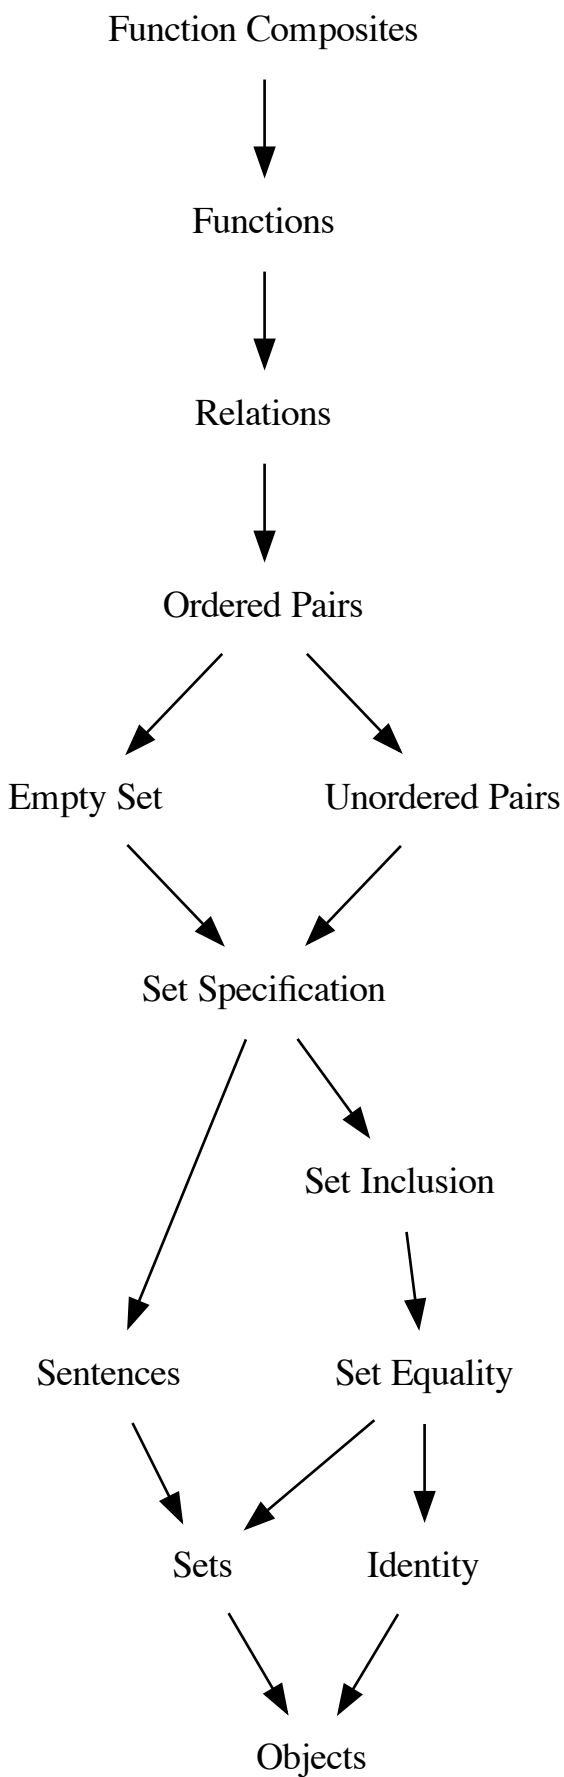 Function Composites
Functions
Relations
Ordered Pairs
Empty Set
Unordered Pairs
Set Specification
Set Inclusion
Sentences
Set Equality
Sets
Identity
Objects